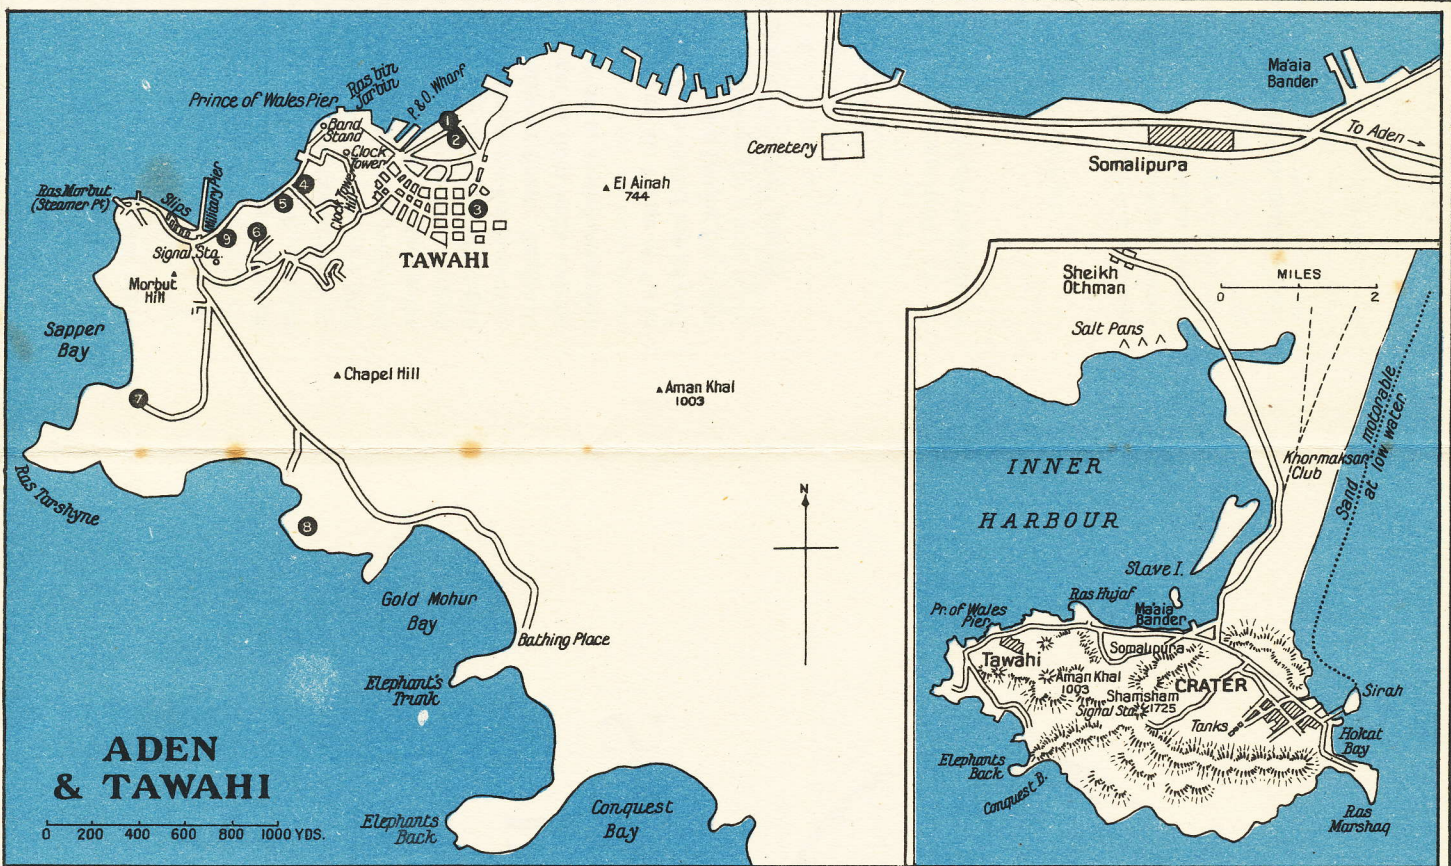 Prince of Wales Pier
Ras bin
Jarbin
P. & O. Wharf
Band
Stand
Clock
Tower
1
2
Ras Morbut
(Steamer Pt)
Slips
Military Pier
4
5
3
9
6
Signal Sta.
Morbut
Hill
TAWAHI
El Ainah
744
Cemetery
Somalipura
Ma'aia
Bander
To Aden
Sapper
Bay
7
Chapel Hill
Aman Khal
1003
Ras Tarshyne
8
N
Gold Mohur
Bay
Bathing Place
Elephant's
Trunk
ADEN
& TAWAHI
0 200 400 600 800 1000 YDS.
Elephants
Back
Conquest
Bay
Sheikh
Othman
MILES
0 1 2
Salt Pans
Khormaksar
Club
Sand motorable
at low water
INNER
HARBOUR
Slave I.
Ras Hujaf
Pr. of Wales
Pier
Ma'aia
Bander
Somalipura
Tawahi
Aman Khal
1003
CRATER
Shamsham
1725
Signal Sta.
Tanks
Sirah
Hokat
Bay
Elephants
Back
Conquest B.
Ras
Marshaq